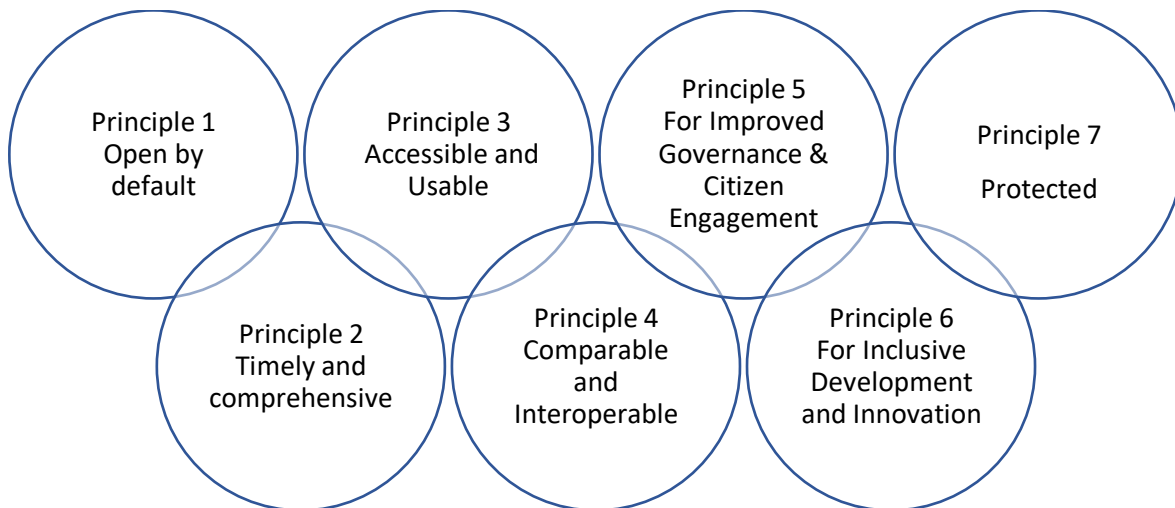 Principle 1
Open by
default
Principle 2
Timely and
comprehensive
Principle 3
Accessible and
Usable
Principle 4
Comparable
and
Interoperable
Principle 5
For Improved
Governance &
Citizen
Engagement
Principle 6
For Inclusive
Development
and Innovation
Principle 7
Protected